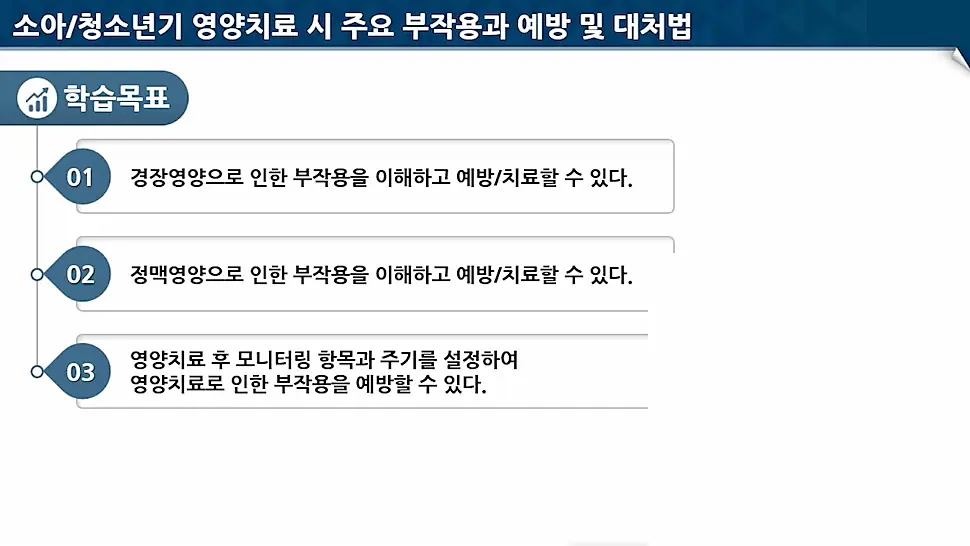 소아/청소년기 영양치료 시 주요 부작용과 예방 및 대처법
학습목표
01 경장영양으로 인한 부작용을 이해하고 예방/치료할 수 있다.
02 정맥영양으로 인한 부작용을 이해하고 예방/치료할 수 있다.
03 영양치료 후 모니터링 항목과 주기를 설정하여
영양치료로 인한 부작용을 예방할 수 있다.